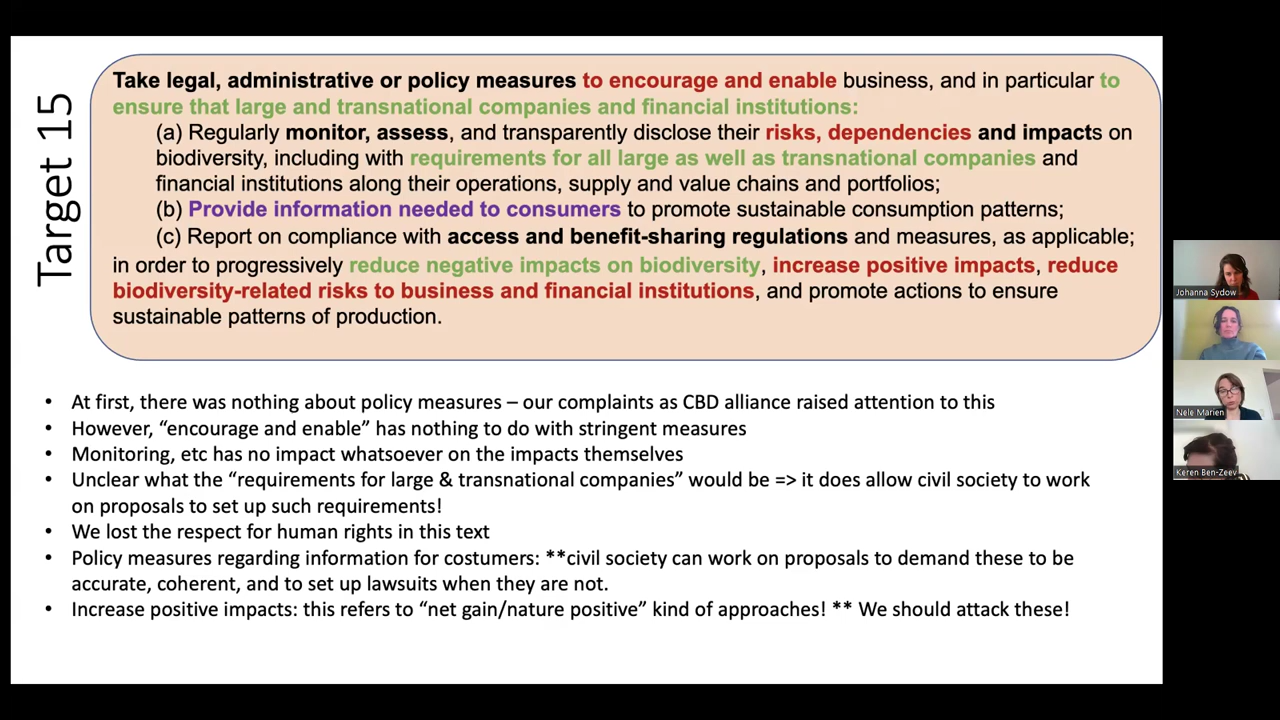 Target 15
Take legal, administrative or policy measures to encourage and enable business, and in particular to
ensure that large and transnational companies and financial institutions:
(a) Regularly monitor, assess, and transparently disclose their risks, dependencies and impacts on
biodiversity, including with requirements for all large as well as transnational companies and
financial institutions along their operations, supply and value chains and portfolios;
(b) Provide information needed to consumers to promote sustainable consumption patterns;
(c) Report on compliance with access and benefit-sharing regulations and measures, as applicable;
in order to progressively reduce negative impacts on biodiversity, increase positive impacts, reduce
biodiversity-related risks to business and financial institutions, and promote actions to ensure
sustainable patterns of production.
• At first, there was nothing about policy measures – our complaints as CBD alliance raised attention to this
• However, “encourage and enable” has nothing to do with stringent measures
• Monitoring, etc has no impact whatsoever on the impacts themselves
• Unclear what the “requirements for large & transnational companies” would be => it does allow civil society to work
on proposals to set up such requirements!
• We lost the respect for human rights in this text
• Policy measures regarding information for costumers: **civil society can work on proposals to demand these to be
accurate, coherent, and to set up lawsuits when they are not.
• Increase positive impacts: this refers to “net gain/nature positive” kind of approaches! ** We should attack these!
Johanna Sydow
Nele Marien
Keren Ben-Zeev